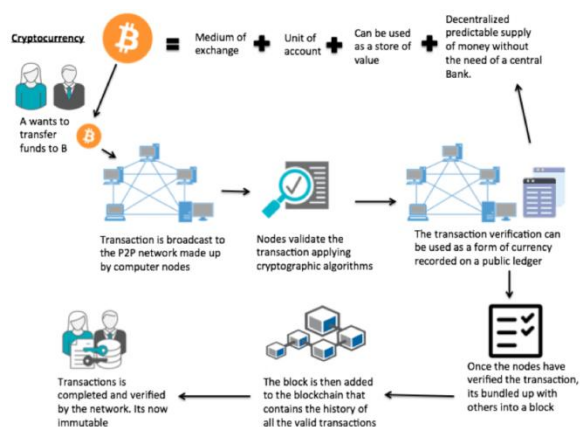 Cryptocurrency
Medium of
exchange
Unit of
account
Can be used
as a store of
value
Decentralized
predictable supply
of money without
the need of a central
Bank.
A wants to
transfer
funds to B
Transaction is broadcast to
the P2P network made up
by computer nodes
Nodes validate the
transaction applying
cryptographic algorithms
The transaction verification can
be used as a form of currency
recorded on a public ledger
Once the nodes have
verified the transaction,
its bundled up with
others into a block
The block is then added
to the blockchain that
contains the history of
all the valid transactions
Transactions is
completed and verified
by the network. Its now
immutable